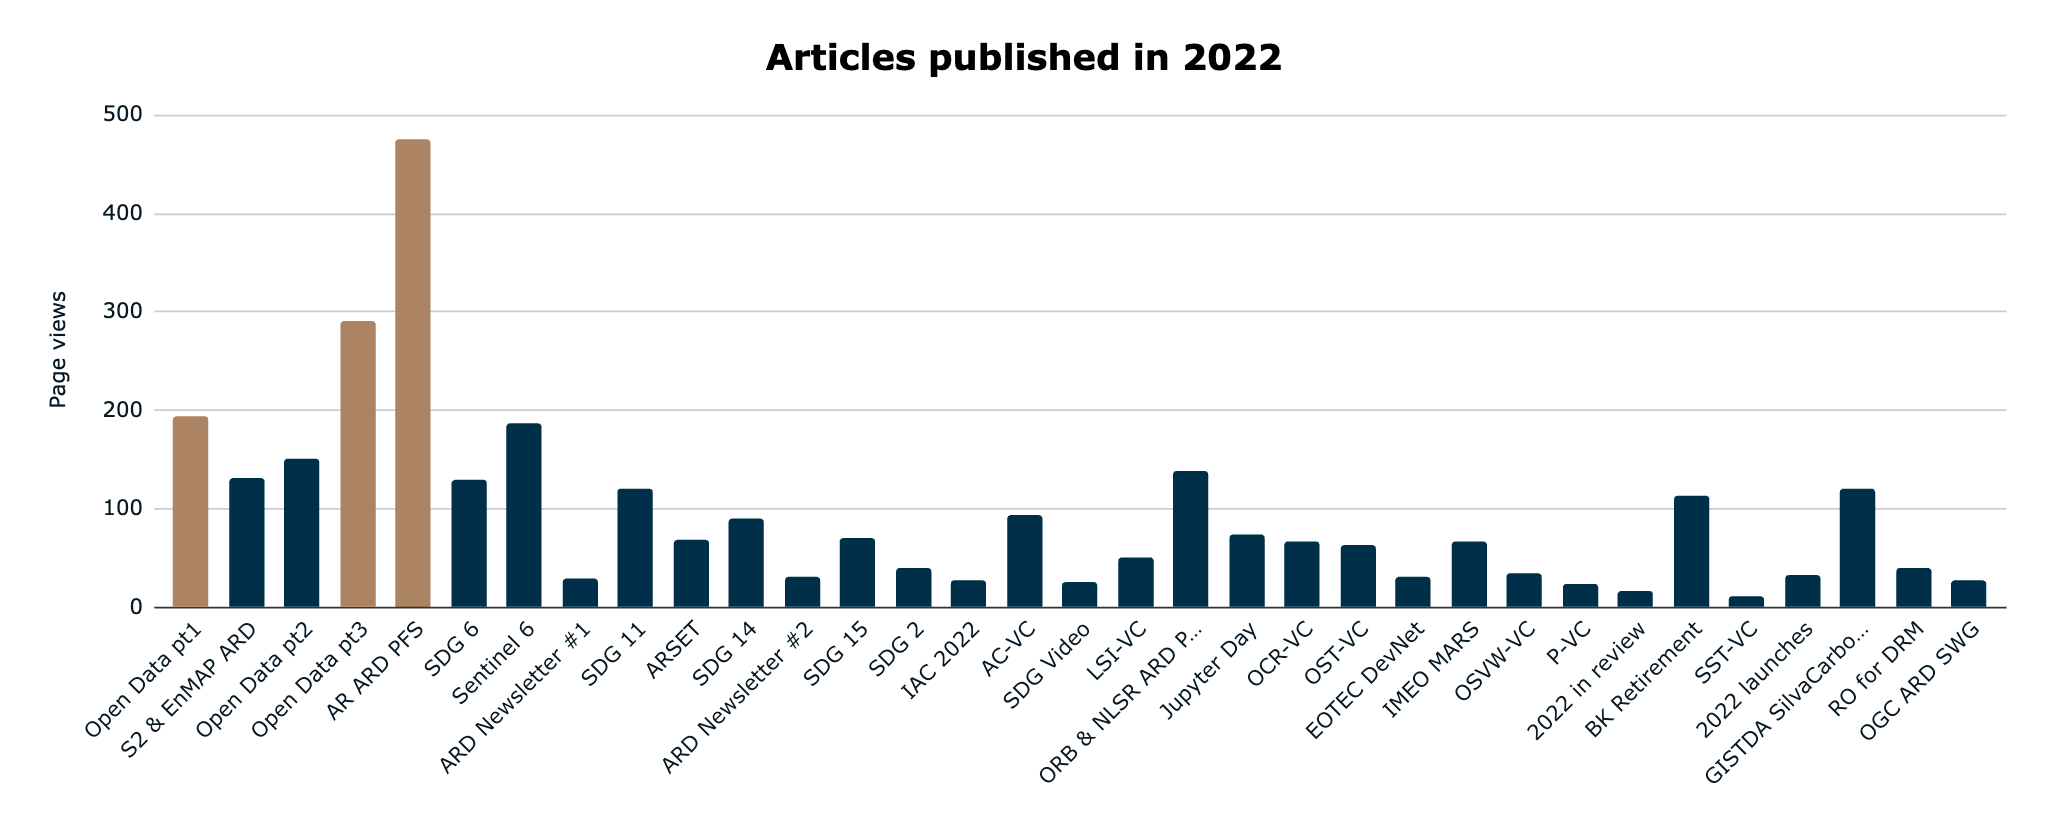 Articles published in 2022
Page views
500
400
300
200
100
0
Open Data pt1
S2 & EnMAP ARD
Open Data pt2
Open Data pt3
AR ARD PFS
SDG 6
Sentinel 6
ARD Newsletter #1
SDG 11
ARSET
SDG 14
ARD Newsletter #2
SDG 15
SDG 2
IAC 2022
AC-VC
SDG Video
LSI-VC
ORB & NLSR ARD P...
Jupyter Day
OCR-VC
OST-VC
EOTEC DevNet
IMEO MARS
OSVW-VC
P-VC
2022 in review
BK Retirement
SST-VC
2022 launches
GISTDA SilvaCarbo...
RO for DRM
OGC ARD SWG